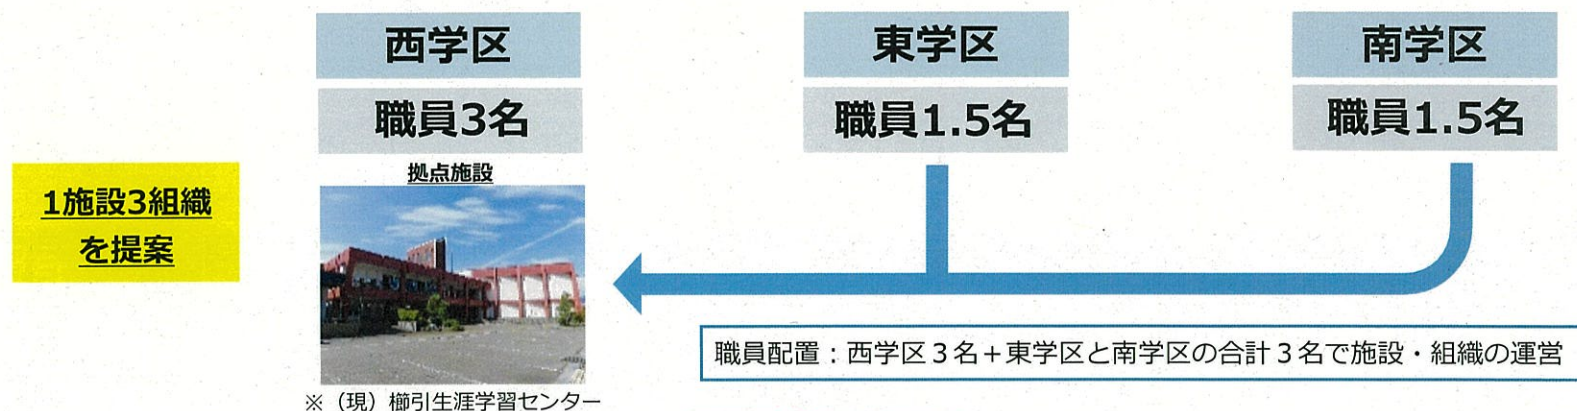 西学区
東学区
南学区
職員3名
職員1.5名
職員1.5名
拠点施設
1施設3組織
を提案
職員配置：西学区３名＋東学区と南学区の合計３名で施設・組織の運営
※（現）櫛引生涯学習センター